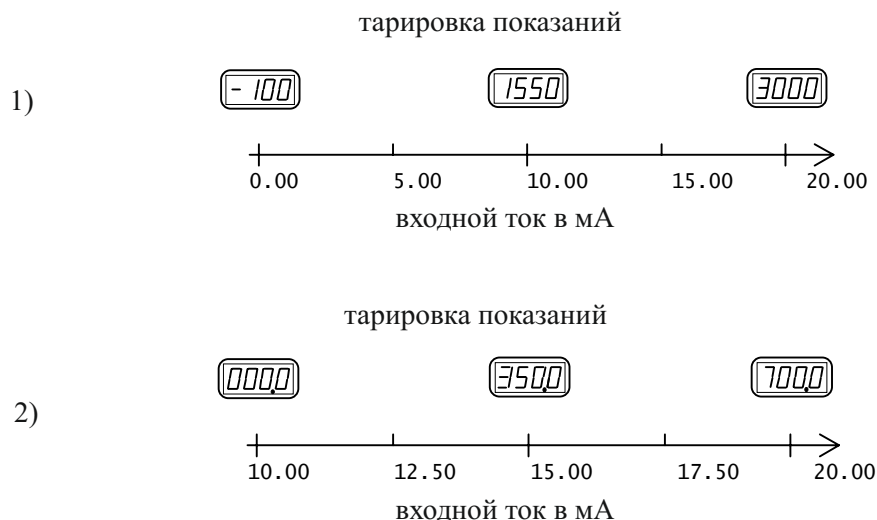 тарировка показаний
1)
- 100 1550 3000
0.00 5.00 10.00 15.00 20.00
входной ток в мА
тарировка показаний
000.0 350.0 700.0
2)
10.00 12.50 15.00 17.50 20.00
входной ток в мА